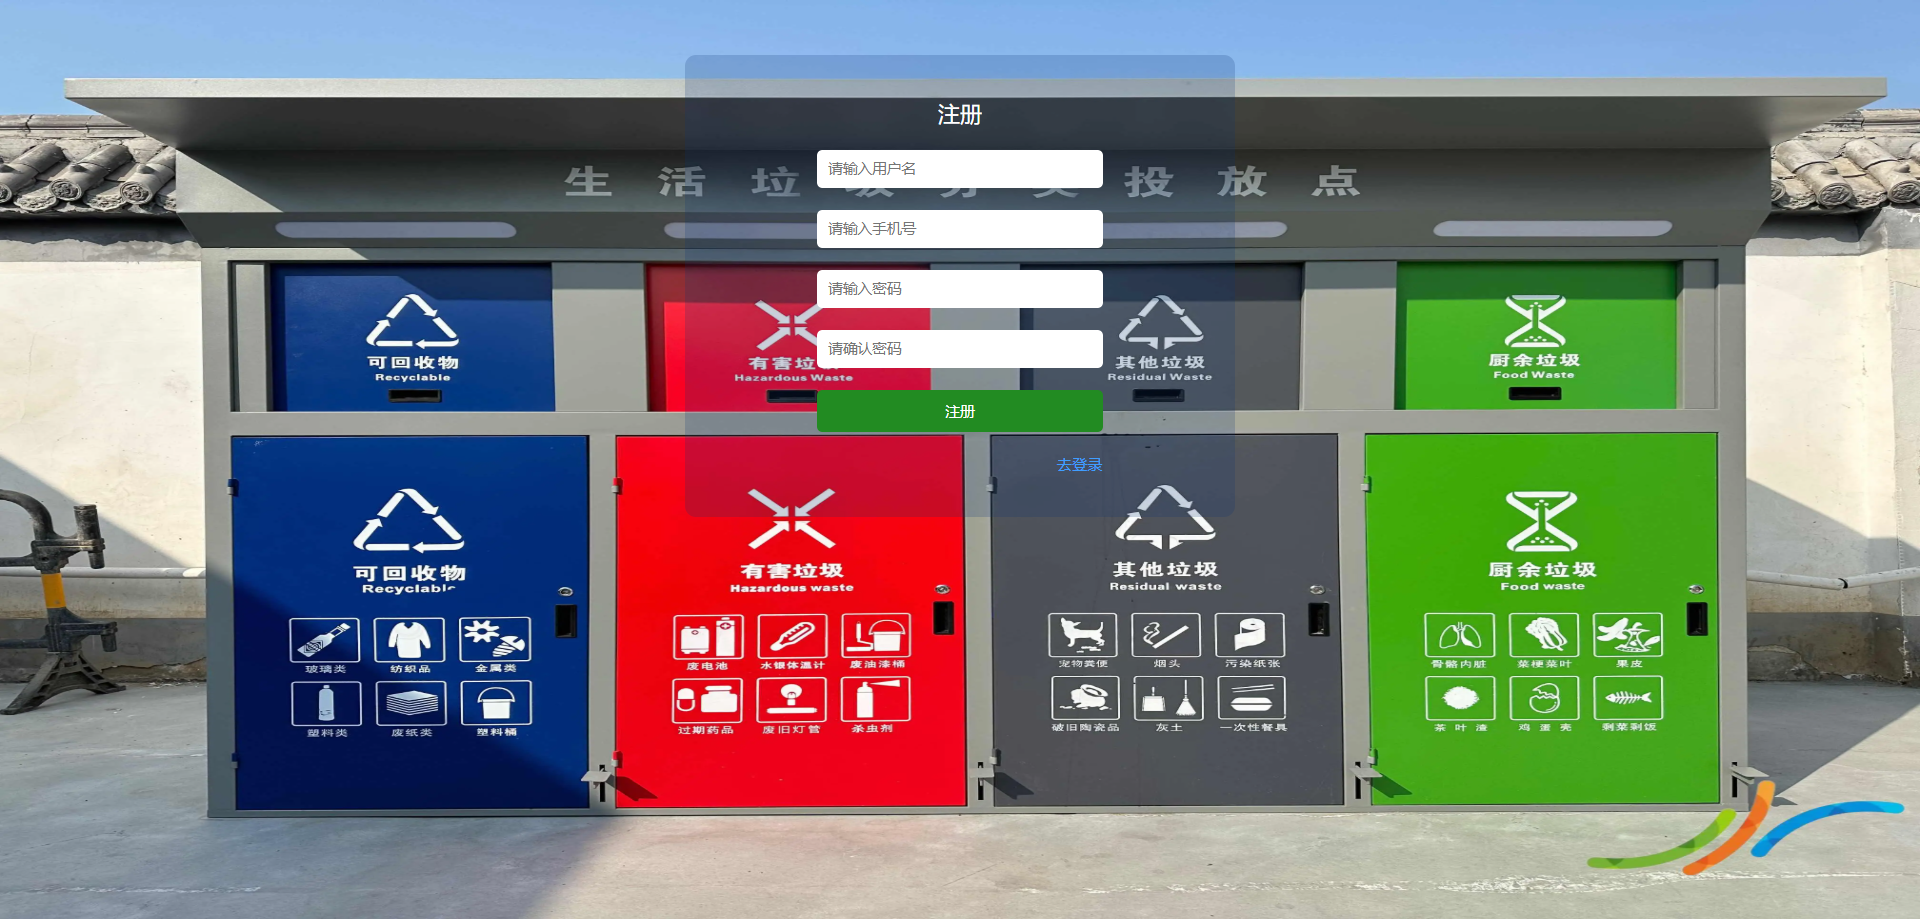 注册
请输入用户名
生活垃圾分类投放点
请输入手机号
请输入密码
请确认密码
可回收物
Recyclable
有害垃圾
Hazardous Waste
其他垃圾
Residual Waste
厨余垃圾
Food Waste
注册
去登录
可回收物
Recyclable
有害垃圾
Hazardous waste
其他垃圾
Residual waste
厨余垃圾
Food waste
玻璃类 纺织品 金属类
塑料类 废纸类 塑料桶
废电池 水银体温计 废油漆桶
过期药品 废旧灯管 杀虫剂
宠物粪便 烟头 污染纸张
破旧陶瓷品 灰土 一次性餐具
骨骼内脏 菜梗菜叶 果皮
茶叶渣 鸡蛋壳 剩菜剩饭